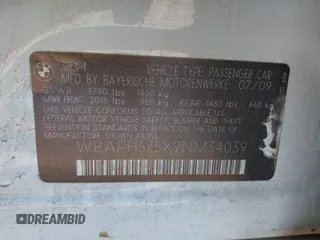 VEHICLE TYPE: PASSENGER CAR
MFD BY BAYERISCHE MOTORENWERKE 07/09
GVWR 3790 lbs 1450 kg
GAWR FRONT 2015 lbs 960 kg REAR 1450 lbs 660 kg
THIS VEHICLE CONFORMS TO ALL APPLICABLE
FEDERAL MOTOR VEHICLE SAFETY,
BUMPER AND THEFT PREVENTION STANDARDS IN
EFFECT ON THE DATE OF MANUFACTURE
SHOWN ABOVE
WBAPH575X9NM34039
DREAMBID